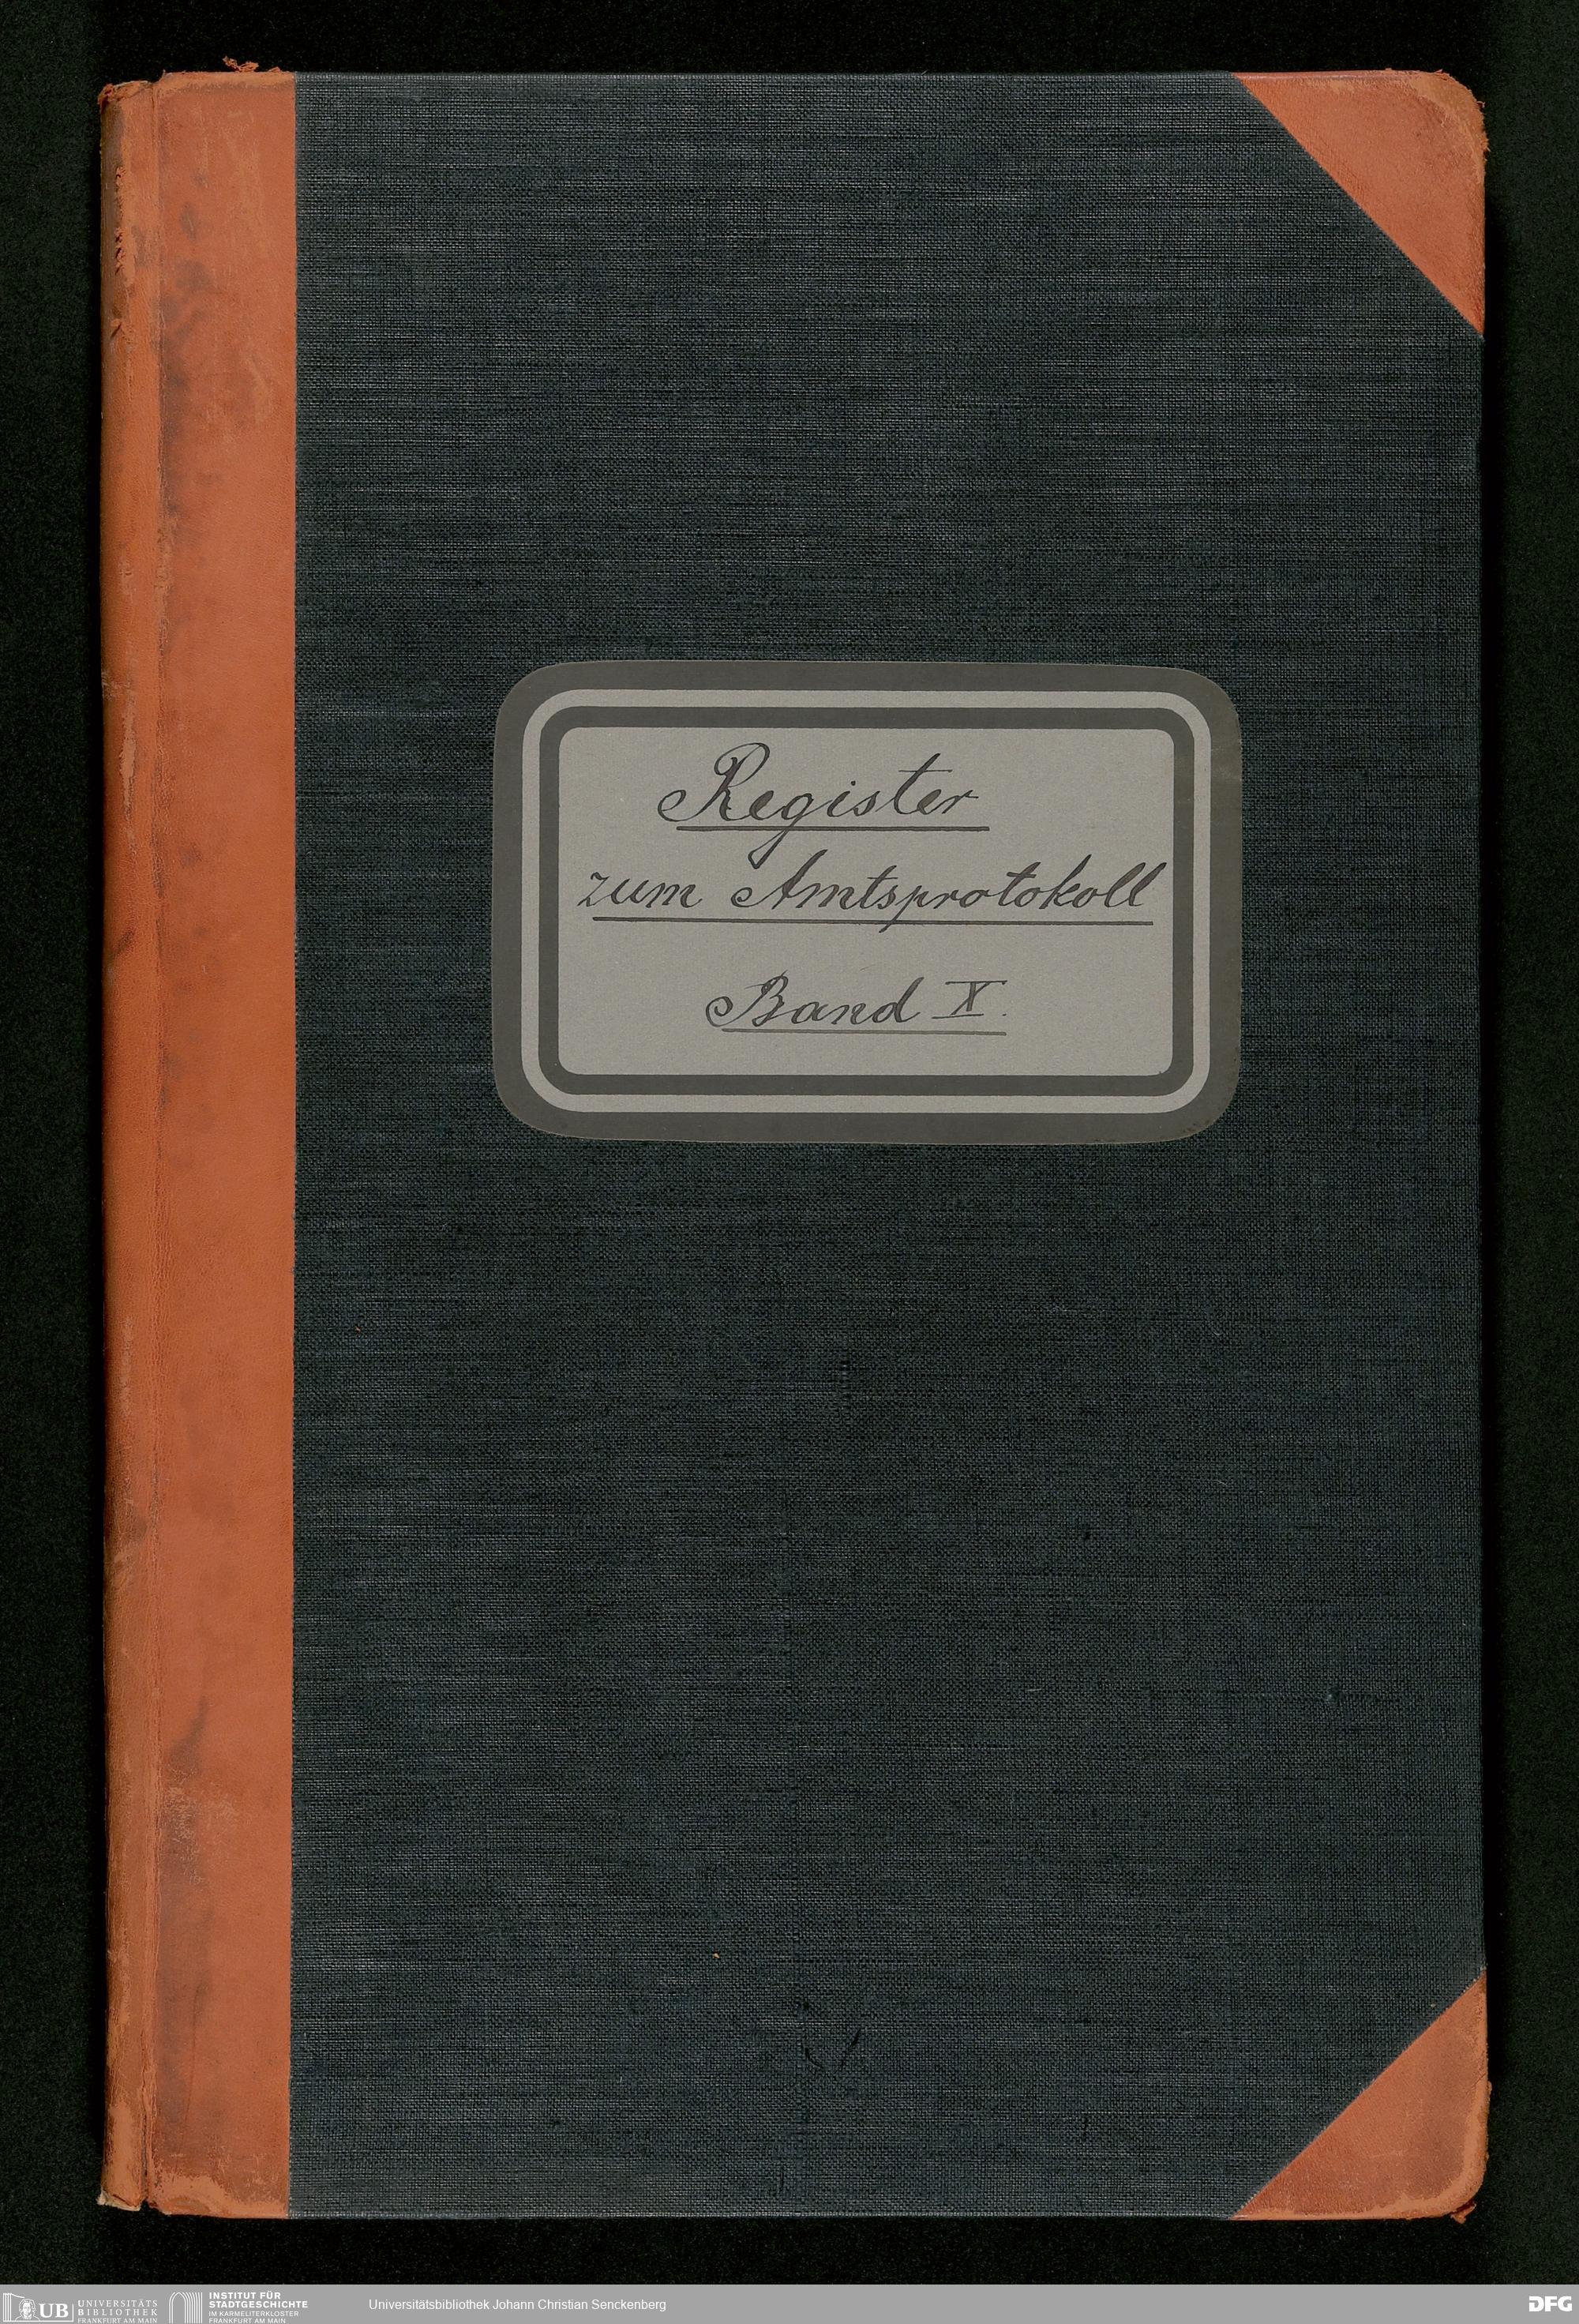 Register
zum Amtsprotokoll
Band X.
UB UNIVERSITÄTS
BIBLIOTHEK
FRANKFURT AM MAIN
INSTITUT FÜR
STADTGESCHICHTE
IM KARMELITERKLOSTER
FRANKFURT AM MAIN
Universitätsbibliothek Johann Christian Senckenberg
DFG